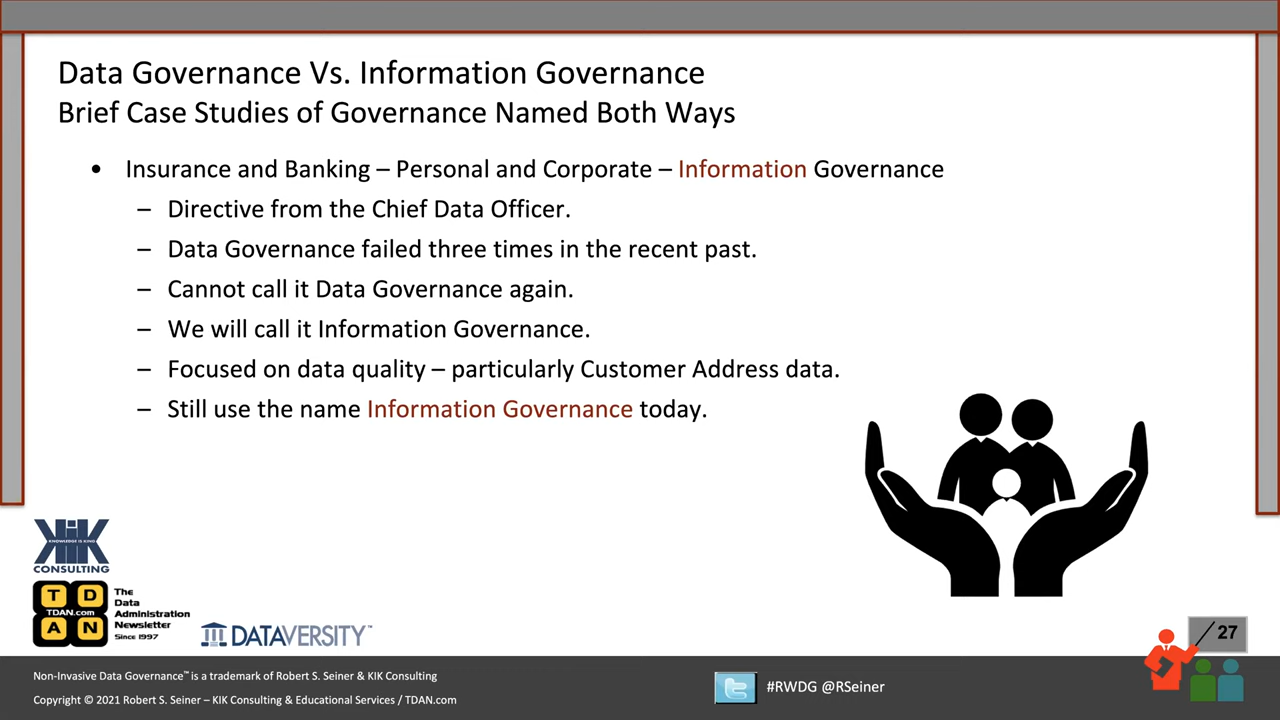 Data Governance Vs. Information Governance
Brief Case Studies of Governance Named Both Ways
• Insurance and Banking – Personal and Corporate – Information Governance
– Directive from the Chief Data Officer.
– Data Governance failed three times in the recent past.
– Cannot call it Data Governance again.
– We will call it Information Governance.
– Focused on data quality – particularly Customer Address data.
– Still use the name Information Governance today.
KIK
KNOWLEDGE IS KING
CONSULTING
T D
TDAN.com
A N
The
Data
Administration
Newsletter
Since 1997
DATAVERSITY™
27
Non-Invasive Data Governance™ is a trademark of Robert S. Seiner & KIK Consulting
Copyright © 2021 Robert S. Seiner – KIK Consulting & Educational Services / TDAN.com
#RWDG @RSeiner